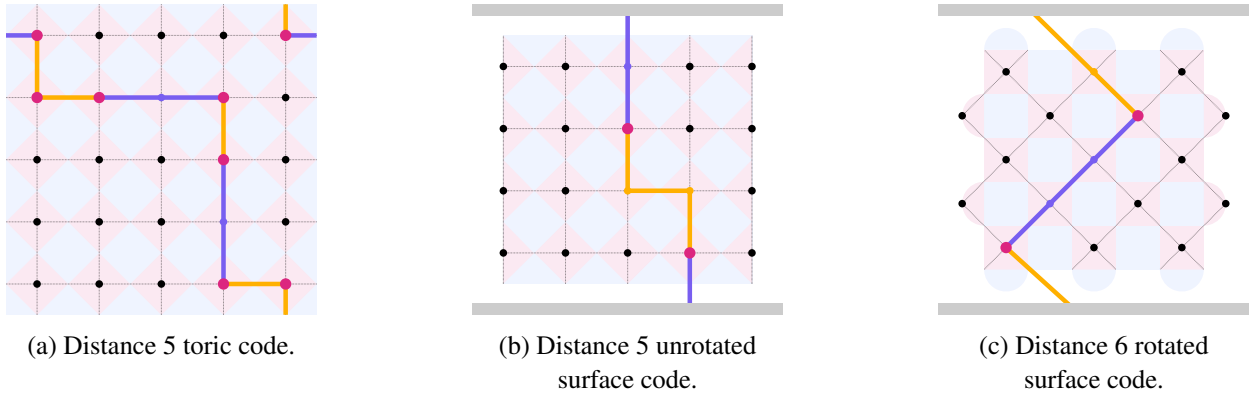 (a) Distance 5 toric code.
(b) Distance 5 unrotated
surface code.
(c) Distance 6 rotated
surface code.